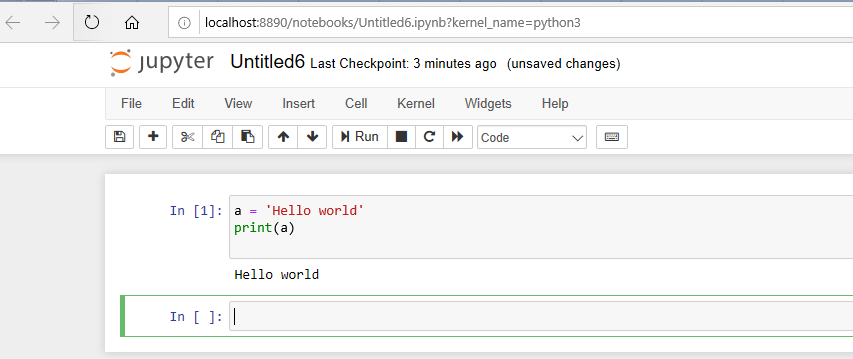 localhost:8890/notebooks/Untitled6.ipynb?kernel_name=python3
jupyter Untitled6 Last Checkpoint: 3 minutes ago (unsaved changes)
File Edit View Insert Cell Kernel Widgets Help
Run Code
In [1]: a = 'Hello world'
print(a)
Hello world
In [ ]: